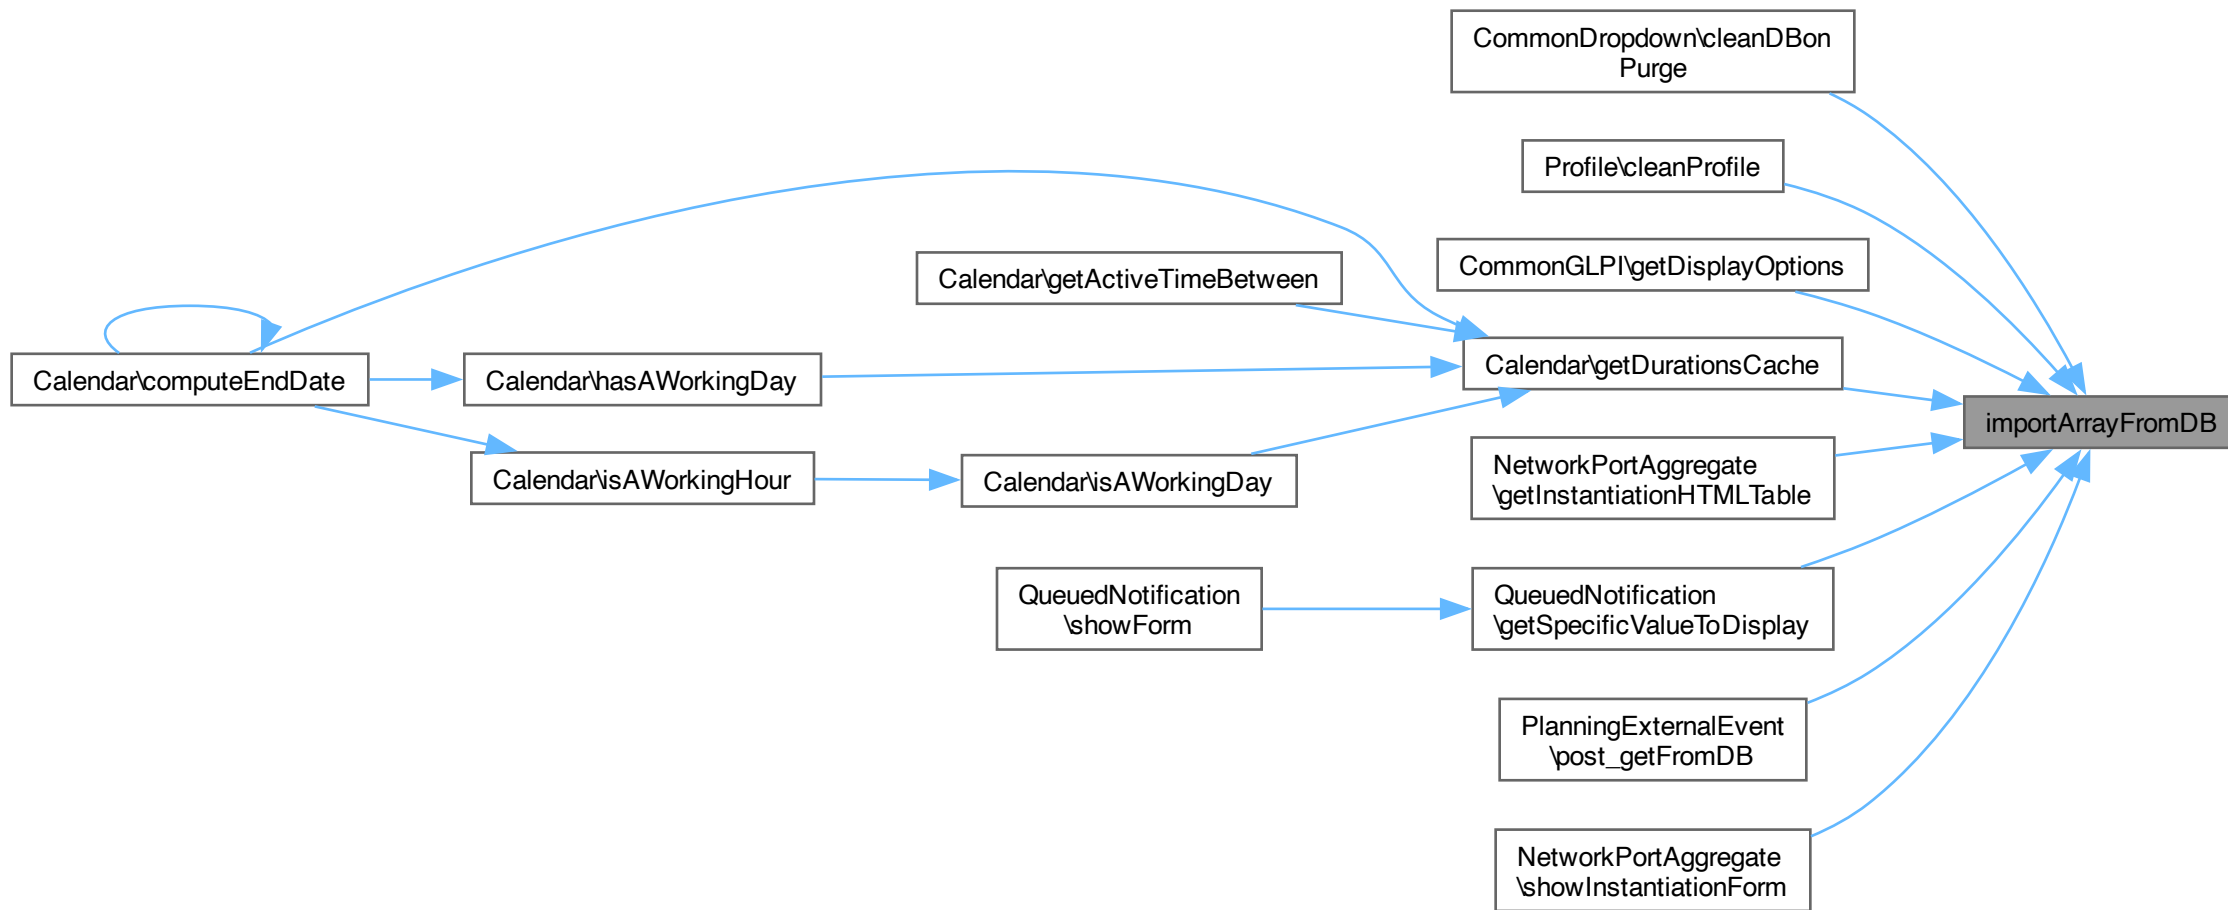 CommonDropdown\cleanDBon
Purge
Profile\cleanProfile
CommonGLPI\getDisplayOptions
Calendar\getActiveTimeBetween
Calendar\getDurationsCache
Calendar\computeEndDate
Calendar\hasAWorkingDay
importArrayFromDB
Calendar\isAWorkingHour
Calendar\isAWorkingDay
NetworkPortAggregate
\getInstantiationHTMLTable
QueuedNotification
\showForm
QueuedNotification
\getSpecificValueToDisplay
PlanningExternalEvent
\post_getFromDB
NetworkPortAggregate
\showInstantiationForm